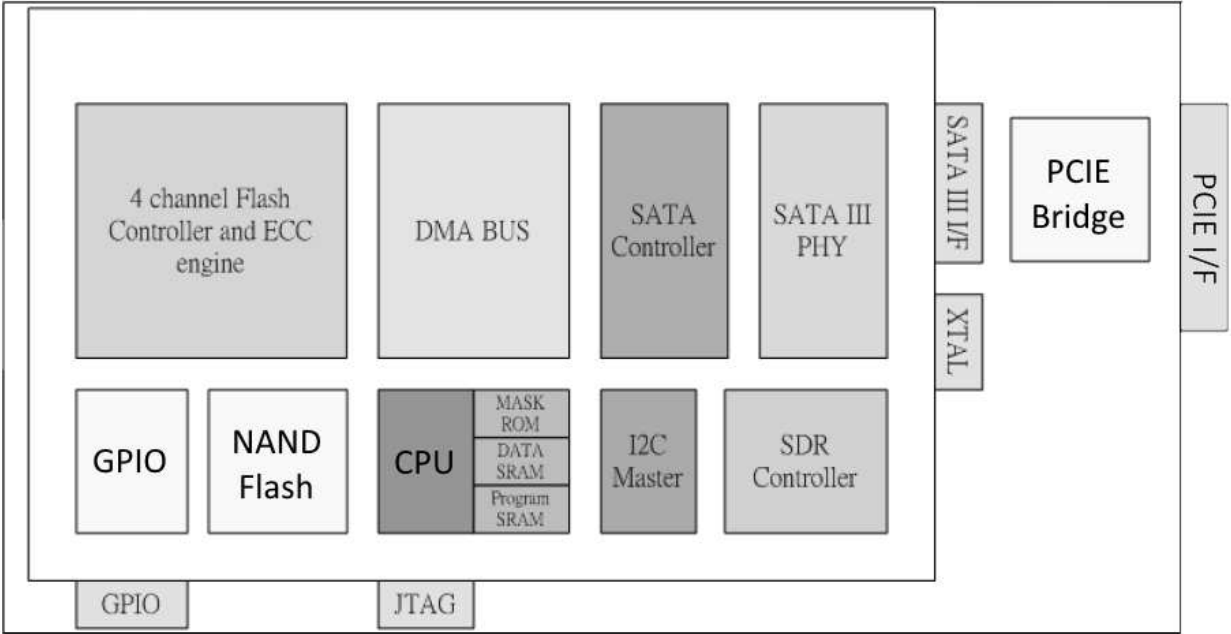 4 channel Flash
Controller and ECC
engine
DMA BUS
SATA
Controller
SATA III
PHY
SATA III I/F
PCIE
Bridge
PCIE I/F
XTAL
GPIO
NAND
Flash
CPU
MASK
ROM
DATA
SRAM
Program
SRAM
I2C
Master
SDR
Controller
GPIO
JTAG